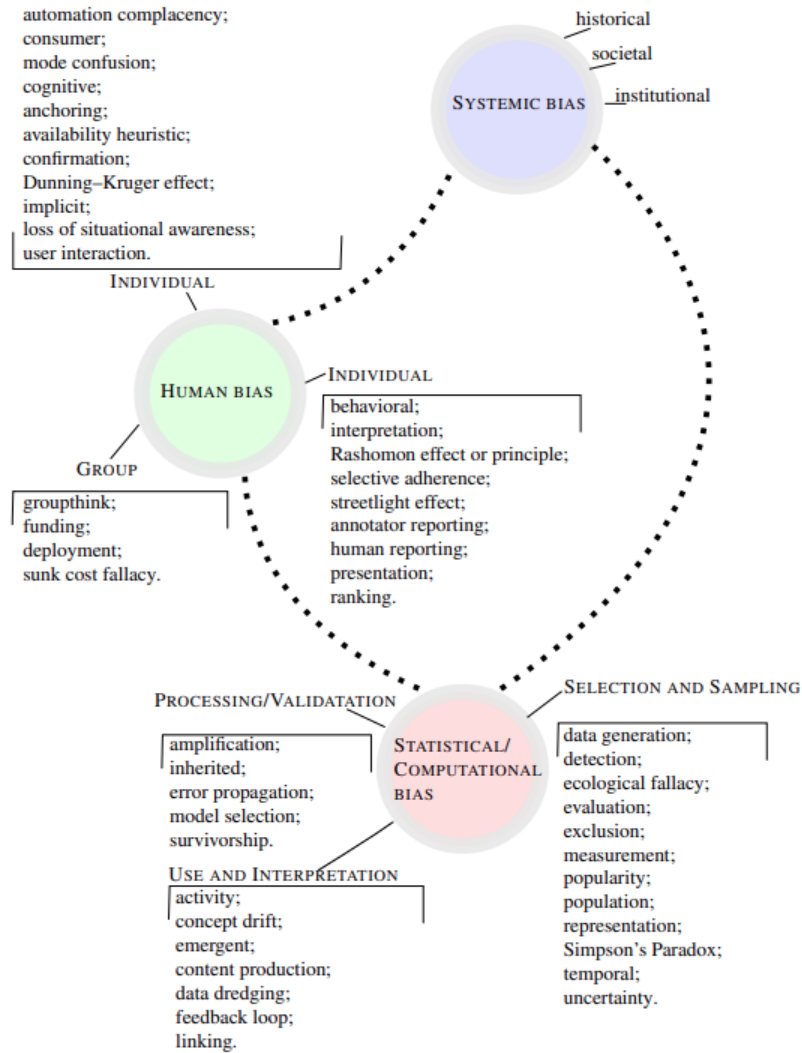 automation complacency;
consumer;
mode confusion;
cognitive;
anchoring;
availability heuristic;
confirmation;
Dunning–Kruger effect;
implicit;
loss of situational awareness;
user interaction.
INDIVIDUAL
historical
societal
institutional
SYSTEMIC BIAS
HUMAN BIAS
INDIVIDUAL
behavioral;
interpretation;
Rashomon effect or principle;
selective adherence;
streetlight effect;
annotator reporting;
human reporting;
presentation;
ranking.
GROUP
groupthink;
funding;
deployment;
sunk cost fallacy.
PROCESSING/VALIDATATION
amplification;
inherited;
error propagation;
model selection;
survivorship.
STATISTICAL/
COMPUTATIONAL
BIAS
SELECTION AND SAMPLING
data generation;
detection;
ecological fallacy;
evaluation;
exclusion;
measurement;
popularity;
population;
representation;
Simpson's Paradox;
temporal;
uncertainty.
USE AND INTERPRETATION
activity;
concept drift;
emergent;
content production;
data dredging;
feedback loop;
linking.